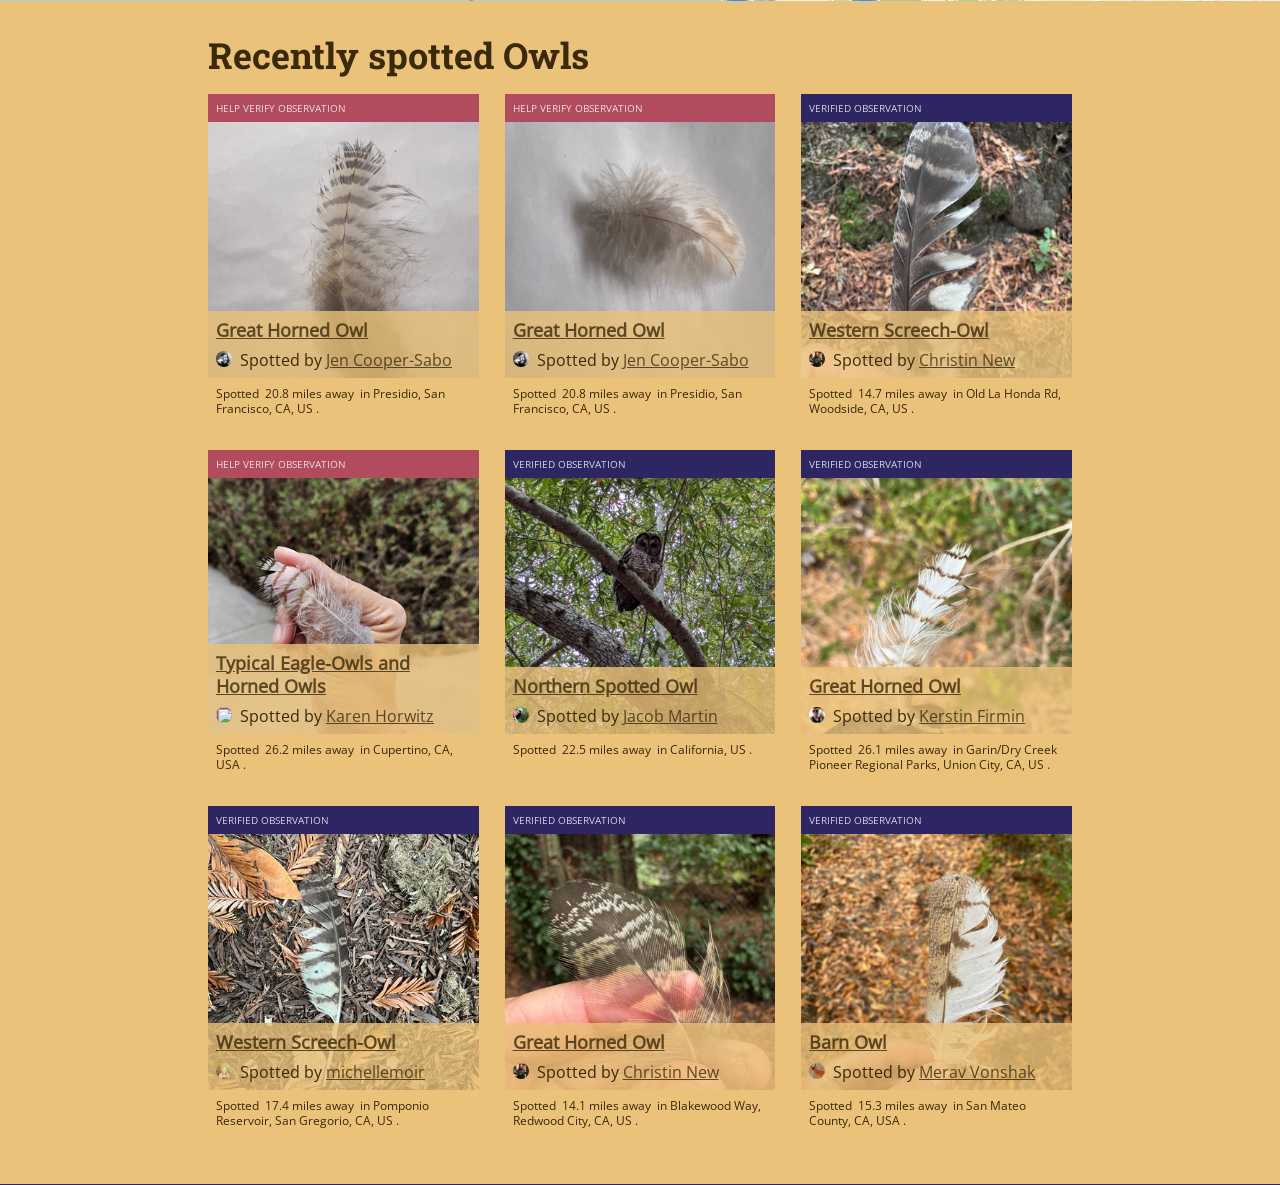 Recently spotted Owls
HELP VERIFY OBSERVATION
Great Horned Owl
Spotted by Jen Cooper-Sabo
Spotted 20.8 miles away in Presidio, San
Francisco, CA, US .
HELP VERIFY OBSERVATION
Great Horned Owl
Spotted by Jen Cooper-Sabo
Spotted 20.8 miles away in Presidio, San
Francisco, CA, US .
VERIFIED OBSERVATION
Western Screech-Owl
Spotted by Christin New
Spotted 14.7 miles away in Old La Honda Rd,
Woodside, CA, US .
HELP VERIFY OBSERVATION
Typical Eagle-Owls and
Horned Owls
Spotted by Karen Horwitz
Spotted 26.2 miles away in Cupertino, CA,
USA .
VERIFIED OBSERVATION
Northern Spotted Owl
Spotted by Jacob Martin
Spotted 22.5 miles away in California, US .
VERIFIED OBSERVATION
Great Horned Owl
Spotted by Kerstin Firmin
Spotted 26.1 miles away in Garin/Dry Creek
Pioneer Regional Parks, Union City, CA, US .
VERIFIED OBSERVATION
Western Screech-Owl
Spotted by michellemoir
Spotted 17.4 miles away in Pomponio
Reservoir, San Gregorio, CA, US .
VERIFIED OBSERVATION
Great Horned Owl
Spotted by Christin New
Spotted 14.1 miles away in Blakewood Way,
Redwood City, CA, US .
VERIFIED OBSERVATION
Barn Owl
Spotted by Merav Vonshak
Spotted 15.3 miles away in San Mateo
County, CA, USA .